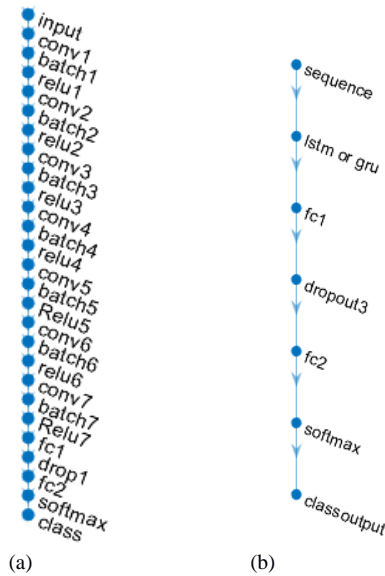 input
conv1
batch1
relu1
conv2
batch2
relu2
conv3
batch3
relu3
conv4
batch4
relu4
conv5
batch5
Relu5
conv6
batch6
relu6
conv7
batch7
Relu7
fc1
drop1
fc2
softmax
class
(a)
sequence
lstm or gru
fc1
dropout3
fc2
softmax
classoutput
(b)